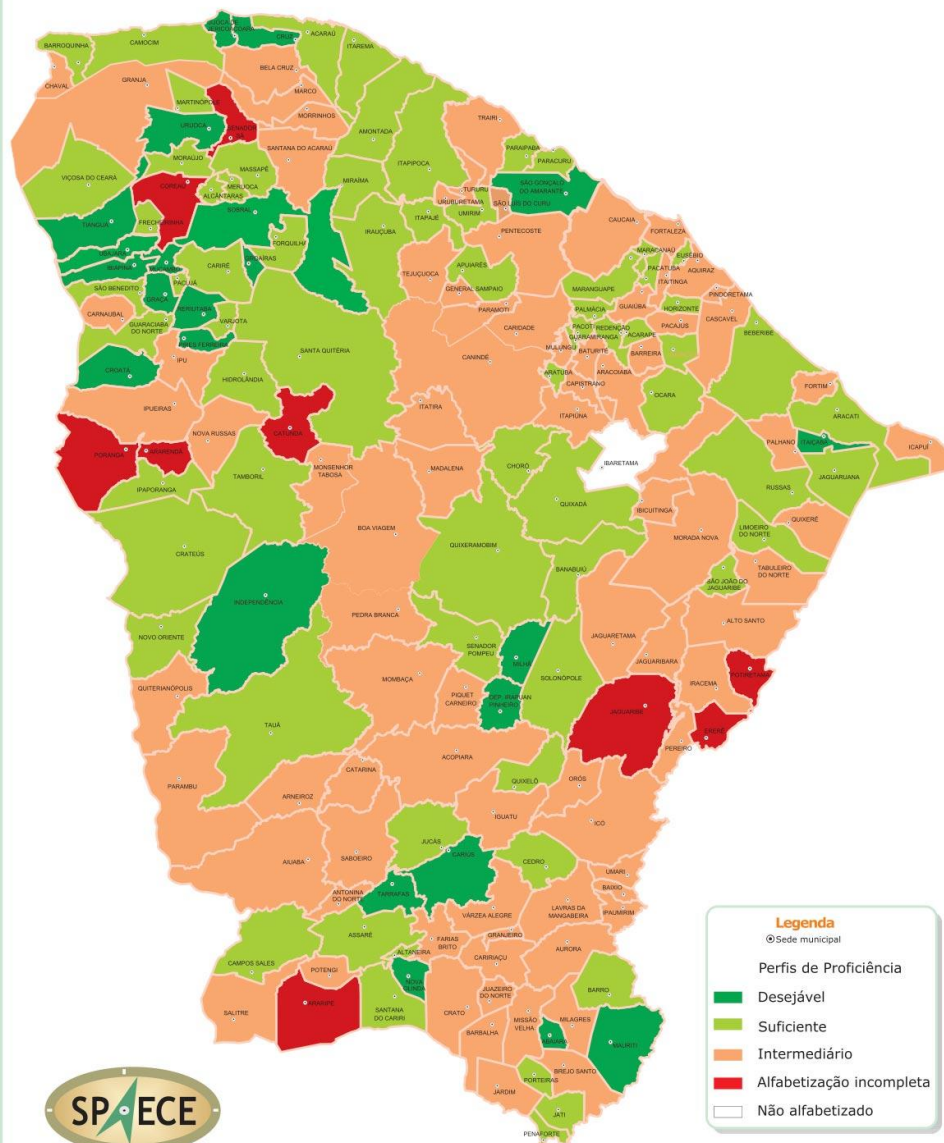 BARROQUINHA
CAMOCIM
CRUZ
ACARAÚ
ITAREMA
CHAVAL
GRANJA
BELA CRUZ
MARCO
MORRINHOS
MARTINÓPOLE
URUOCA
SENADOR
SÁ
TRAIRI
AMONTADA
ITAPIPOCA
PARAIPABA
PARACURU
MORAÚJO
SANTANA DO ACARAÚ
MASSAPÊ
MIRAÍMA
VIÇOSA DO CEARÁ
COREAÚ
MERUOCA
ALCÂNTARAS
SÃO GONÇALO
DO AMARANTE
TURURU
URUBURETAMA
SÃO LUIS DO CURU
UMIRIM
ITAPAJÉ
TIANGUÁ
FRECHEIRINHA
SOBRAL
IRAUÇUBA
PENTECOSTE
CAUCAIA
FORTALEZA
FORQUILHA
UBAJARA
IBIAPINA
CARIRÉ
TEJUÇUOCA
APUIARÉS
GENERAL SAMPAIO
MARACANAÚ
EUSÉBIO
PACATUBA
AQUIRAZ
ITAITINGA
MARANGUAPE
PACUJÁ
SÃO BENEDITO
GRAÇA
CARNAUBAL
RERIUTABA
GUARACIABA
DO NORTE
VARJOTA
PIRES FERREIRA
PARAMOTI
CARIDADE
PALMÁCIA
PACOTI
REDENÇÃO
GUARAMIRANGA
ACARAPE
GUAIÚBA
HORIZONTE
PINDORETAMA
PACAJUS
CASCAVEL
BEBERIBE
MULUNGU
BATURITÉ
BARREIRA
ARATUBA
ARACOIABA
CAPISTRANO
SANTA QUITÉRIA
CANINDÉ
IPU
CROATÁ
HIDROLÂNDIA
ITATIRA
ITAPIÚNA
OCARA
FORTIM
ARACATI
IPUEIRAS
NOVA RUSSAS
CATUNDA
ITAIÇABA
ICAPUÍ
PALHANO
PORANGA
ARARENDÁ
IPAPORANGA
TAMBORIL
MONSENHOR
TABOSA
MADALENA
CHORÓ
IBARETAMA
QUIXADÁ
IBICUITINGA
RUSSAS
JAGUARUANA
QUIXERÉ
LIMOEIRO
DO NORTE
MORADA NOVA
BOA VIAGEM
QUIXERAMOBIM
BANABUIÚ
CRATEÚS
TABULEIRO
DO NORTE
SÃO JOÃO DO
JAGUARIBE
INDEPENDÊNCIA
PEDRA BRANCA
ALTO SANTO
NOVO ORIENTE
SENADOR
POMPEU
MILHÃ
JAGUARETAMA
JAGUARIBARA
SOLONÓPOLE
POTIRETAMA
IRACEMA
QUITERIANÓPOLIS
MOMBAÇA
PIQUET
CARNEIRO
DEP. IRAPUAN
PINHEIRO
JAGUARIBE
ERERÊ
PEREIRO
TAUÁ
ACOPIARA
CATARINA
QUIXELÔ
ORÓS
PARAMBU
ARNEIROZ
IGUATU
ICÓ
JUCÁS
AIUABA
SABOEIRO
CARIÚS
CEDRO
UMARI
BAIXIO
IPAUMIRIM
ANTONINA
DO NORTE
TARRAFAS
VÁRZEA ALEGRE
LAVRAS DA
MANGABEIRA
GRANJEIRO
ASSARÉ
FARIAS
BRITO
AURORA
ALTANEIRA
CARIRIAÇU
CAMPOS SALES
POTENGI
NOVA
OLINDA
BARRO
SALITRE
ARARIPE
SANTANA
DO CARIRI
CRATO
JUAZEIRO
DO NORTE
BARBALHA
MISSÃO
VELHA
MILAGRES
ABAIARA
MAURITI
BREJO SANTO
PORTEIRAS
JARDIM
JATI
PENAFORTE
Legenda
Sede municipal
Perfis de Proficiência
Desejável
Suficiente
Intermediário
Alfabetização incompleta
Não alfabetizado
SPAECE